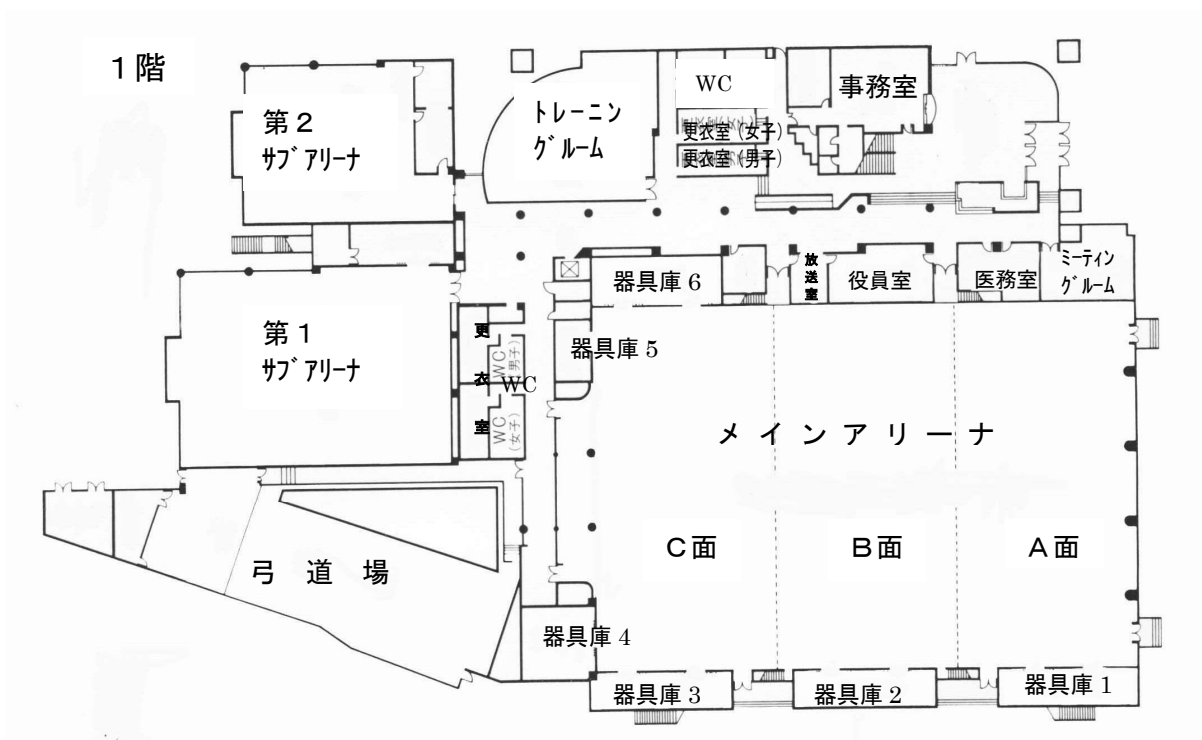 1階
WC
事務室
第2
サブアリーナ
トレーニン
グルーム
更衣室(女子)
更衣室(男子)
器具庫6
放送室
役員室
医務室
ミーティン
グルーム
第1
サブアリーナ
更衣室
WC
(男子)
WC
WC
(女子)
器具庫5
メインアリーナ
C面
B面
A面
弓道場
器具庫4
器具庫3
器具庫2
器具庫1